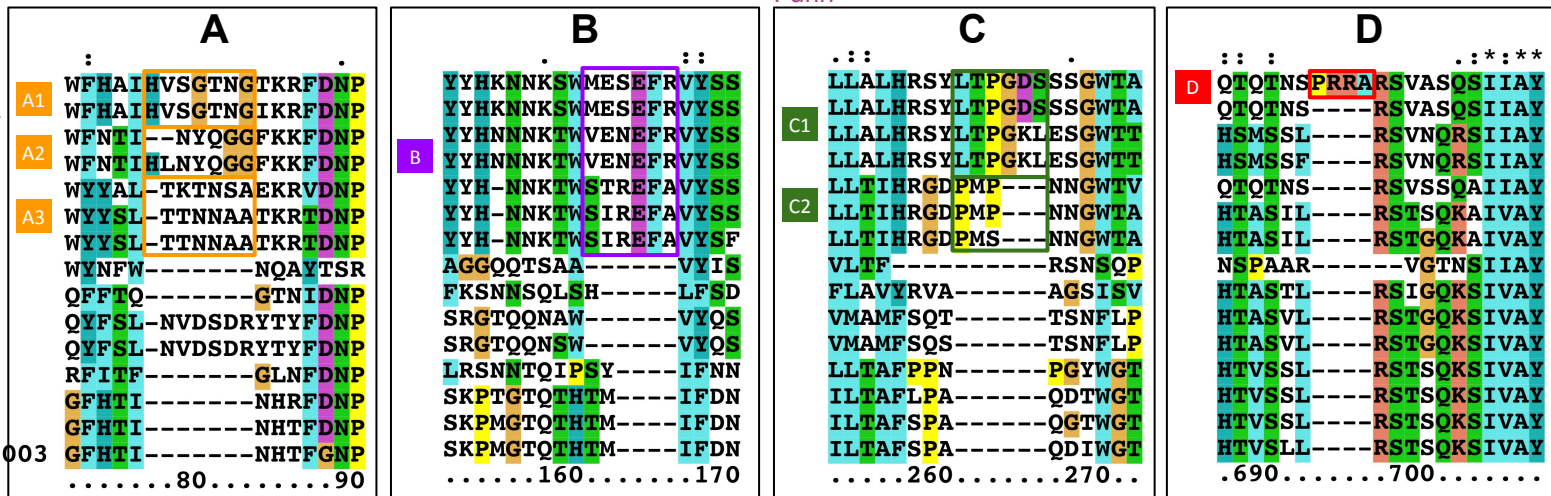 A
:                .
A1
WFHAIHVSGTNGTKRFDNP
WFHAIHVSGTNGIKRFDNP
A2
WFNTI--NYQGGFKKFDNP
WFNTIHLNYQGGFKKFDNP
A3
WYYAL-TKTNSAEKRVDNP
WYYSL-TTNNAATKRTDNP
WYYSL-TTNNAATKRTDNP
WYNFW-------NQAYTSR
QFFTQ-------GTNIDNP
QYFSL-NVDSDRYTYFDNP
QYFSL-NVDSDRYTYFDNP
RFITF-------GLNFDNP
GFHTI-------NHRFDNP
GFHTI-------NHTFDNP
003 GFHTI-------NHTFGNP
.......80........90
B
::
YYHKNNKSWMESEFRVYSS
YYHKNNKSWMESEFRVYSS
YYHNNNKTWVENEFRVYSS
B
YYHNNNKTWVENEFRVYSS
YYH-NNKTWSTREFAVYSS
YYH-NNKTWSIREFAVYSS
YYH-NNKTWSIREFAVYSF
AGGQQTSAA------VYIS
FKSNNSQLSH-----LFSD
SRGTQQNAW------VYQS
SRGTQQNSW------VYQS
LRSNNTQIPSY----IFNN
SKPTGTQTHTM----IFDN
SKPMGTQTHTM----IFDN
SKPMGTQTHTM----IFDN
......160.......170
C
.::            .
LLALHRSYLTPGDSSSGWTA
LLALHRSYLTPGDSSSGWTA
C1
LLALHRSYLTPGKLESGWTT
LLALHRSYLTPGKLESGWTT
C2
LLTIHRGDPMP---NNGWTV
LLTIHRGDPMP---NNGWTA
LLTIHRGDPMS---NNGWTA
VLTF----------RSNSQP
FLAVYRVA------AGSISV
VMAMFSQT------TSNFLP
VMAMFSQS------TSNFLP
LLTAFPPN------PGYWGT
ILTAFLPA------QDTWGT
ILTAFSPA------QGTWGT
ILTAFSPA------QDIWGT
.....260.......270..
D
:: :           .:*:**
D
QTQTNSPRRARSVASQSIIAY
QTQTNS----RSVASQSIIAY
HSMSSL----RSVNQRSIIAY
HSMSSF----RSVNQRSIIAY
QTQTNS----RSVSSQAIIAY
HTASIL----RSTSQKAIVAY
HTASIL----RSTGQKAIVAY
NSPAAR------VGTNSIIAY
HTASTL----RSIGQKSIVAY
HTASVL----RSTGQKSIVAY
HTASVL----RSTGQKSIVAY
HTVSSL----RSTSQKSIVAY
HTVSSL----RSTSQKSIVAY
HTVSSL----RSTSQKSIVAY
HTVSLL----RSTSQKSIVAY
.690.......700.......